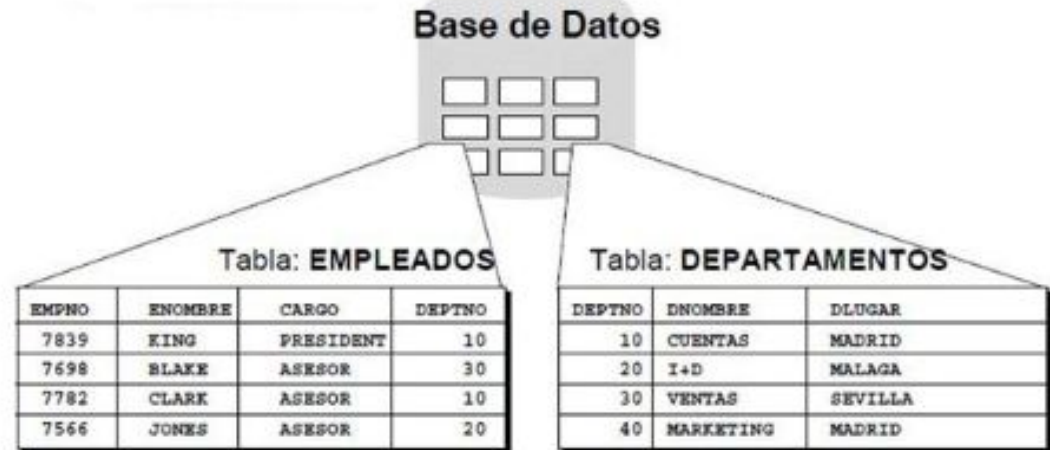 Base de Datos
Tabla: EMPLEADOS
EMPNO ENOMBRE CARGO DEPTNO
7839 KING PRESIDENT 10
7698 BLAKE ASESOR 30
7782 CLARK ASESOR 10
7566 JONES ASESOR 20
Tabla: DEPARTAMENTOS
DEPTNO DNOMBRE DLUGAR
10 CUENTAS MADRID
20 I+D MALAGA
30 VENTAS SEVILLA
40 MARKETING MADRID